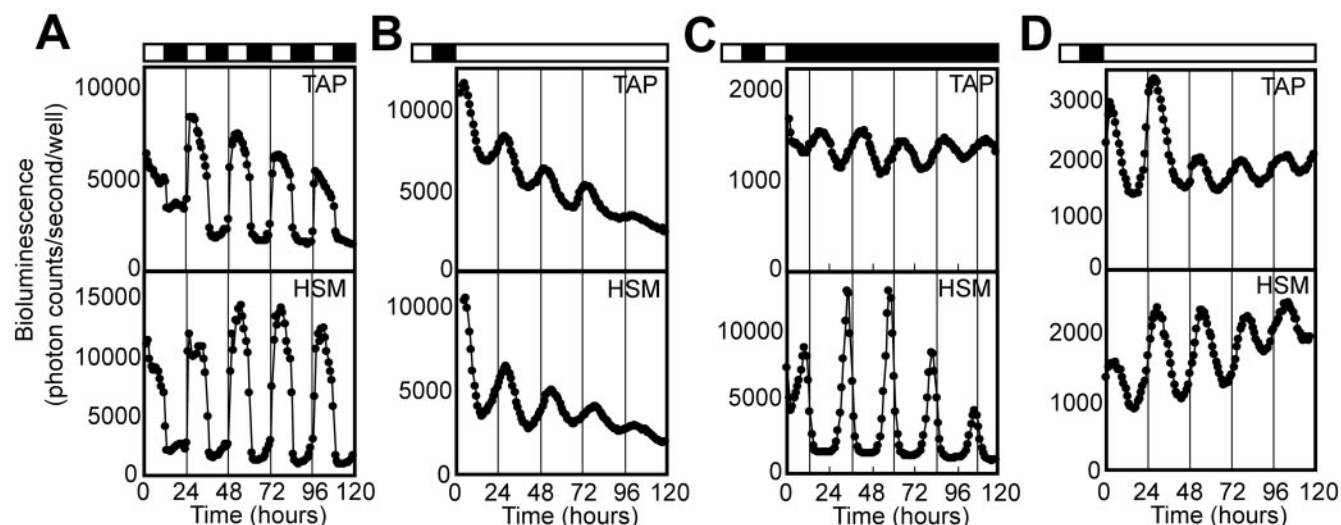 A B C D
TAP TAP TAP TAP
10000 10000 2000 3000
5000 5000 1000 2000
1000
0 0 0 0
HSM HSM HSM HSM
15000 10000 10000 2000
10000 5000 5000 1000
5000
0 0 0 0
0 24 48 72 96 120 0 24 48 72 96 120 0 24 48 72 96 120 0 24 48 72 96 120
Time (hours) Time (hours) Time (hours) Time (hours)
Bioluminescence
(photon counts/second/well)